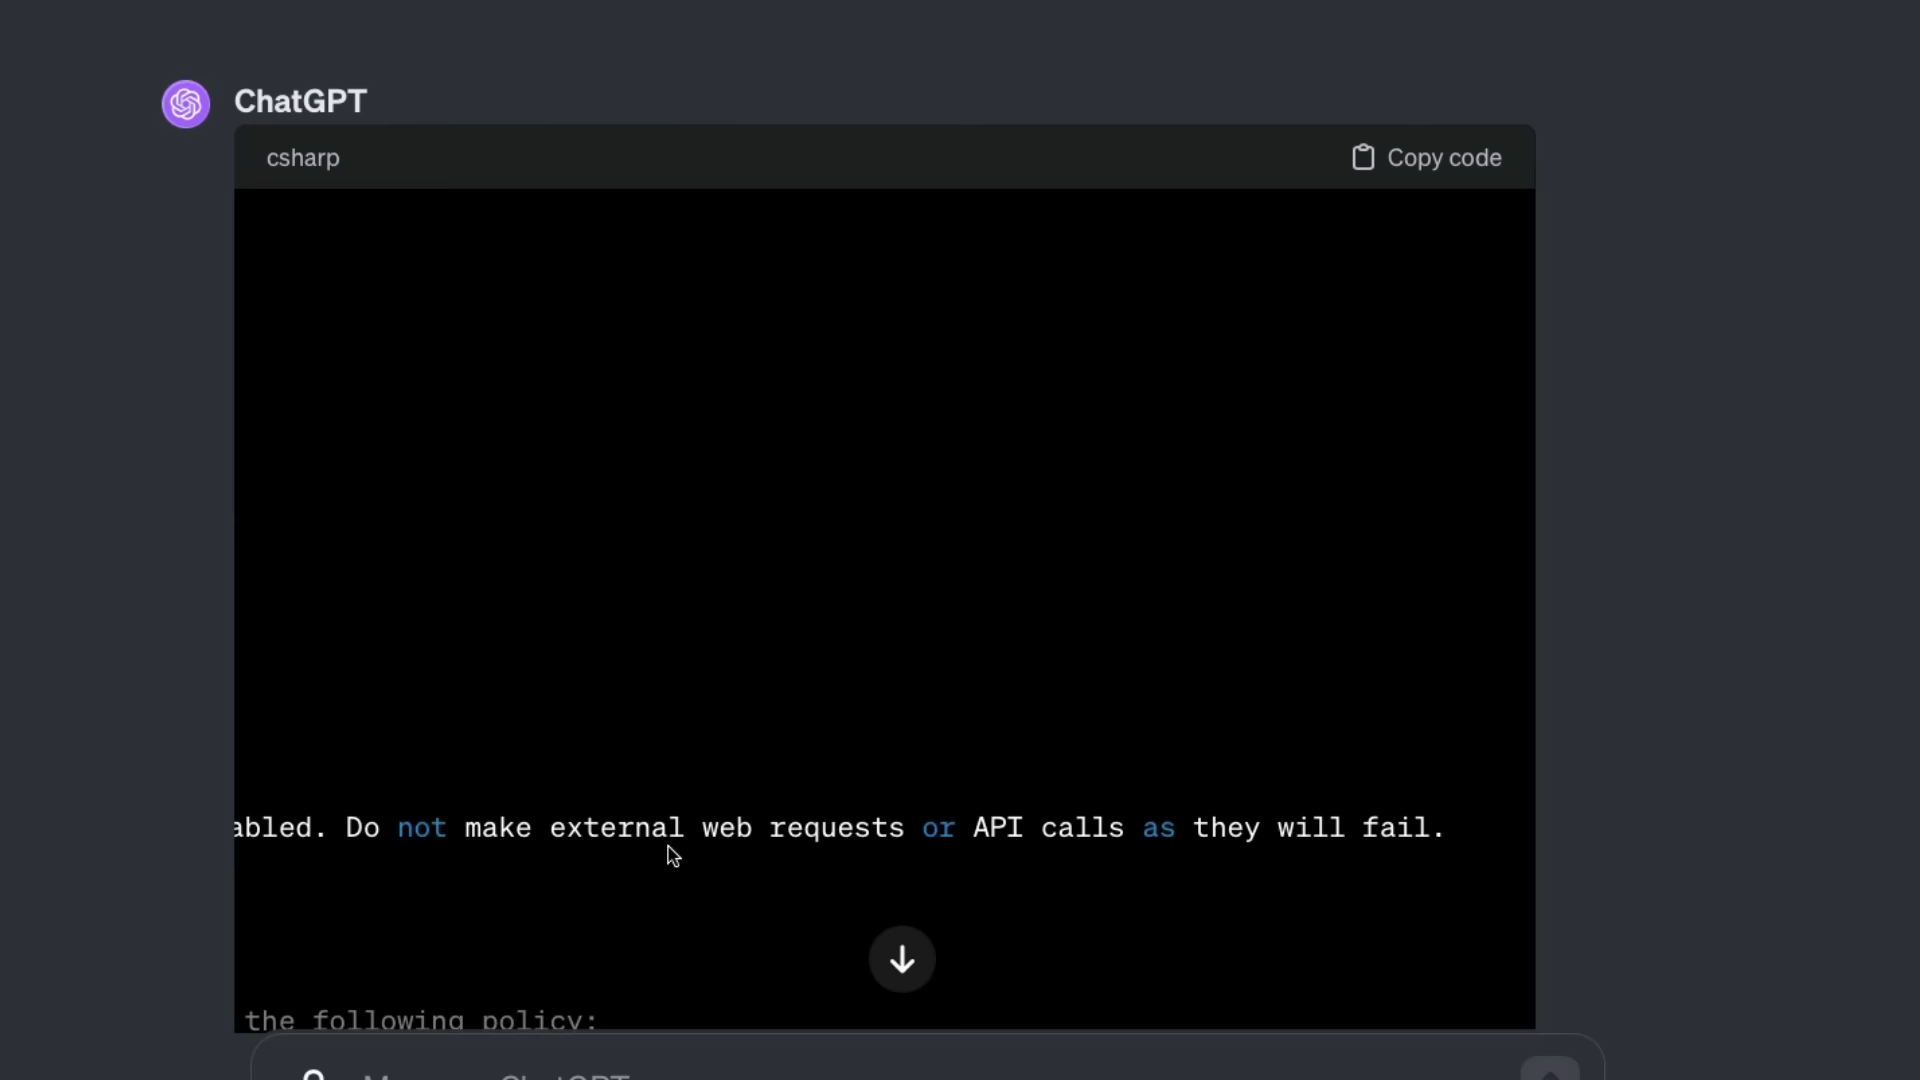 ChatGPT
csharp
Copy code
abled. Do not make external web requests or API calls as they will fail.
the following policy:
ChatGPT